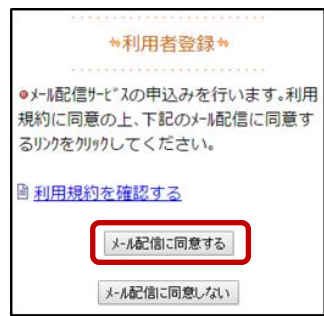 利用者登録
●ﾒｰﾙ配信ｻｰﾋﾞｽの申込みを行います。利用
規約に同意の上、下記のﾒｰﾙ配信に同意す
るﾘﾝｸをｸﾘｯｸしてください。
利用規約を確認する
ﾒｰﾙ配信に同意する
ﾒｰﾙ配信に同意しない